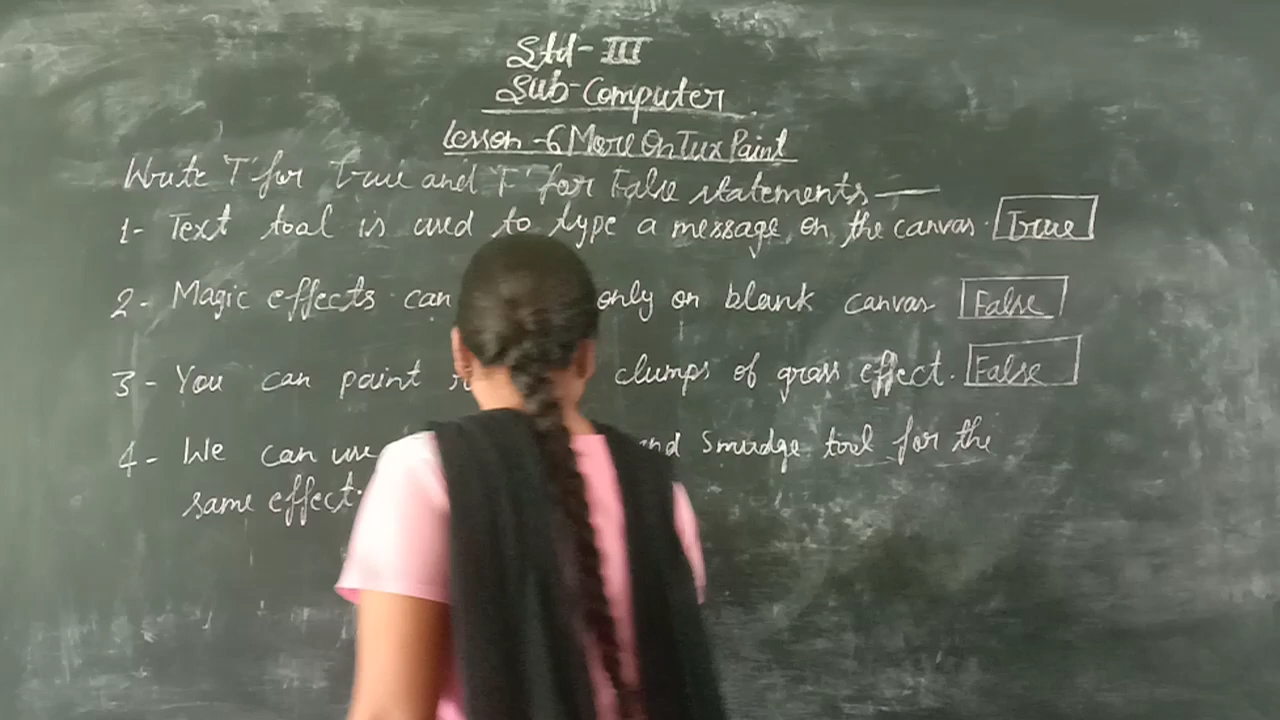 Std-III
Sub-Computer
Lesson-6 More On Tux Paint
Write 'T' for True and 'F' for False statements—
1- Text tool is used to type a message on the canvas. True
2- Magic effects can only on blank canvas False
3- You can paint clumps of grass effect. False
4- We can use and Smudge tool for the
same effect.